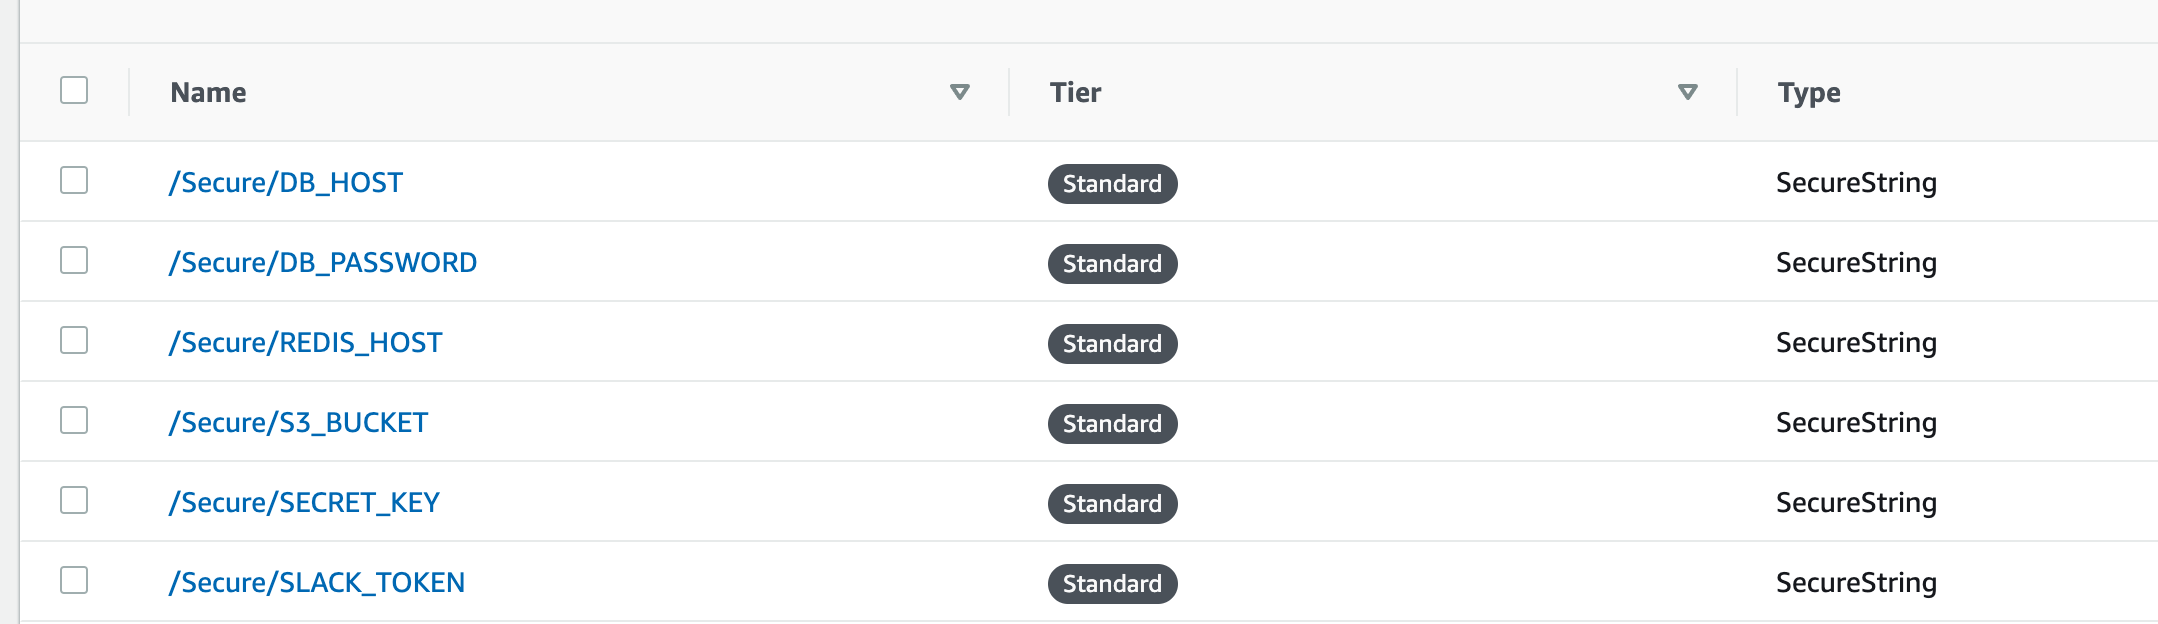 Name Tier Type
/Secure/DB_HOST Standard SecureString
/Secure/DB_PASSWORD Standard SecureString
/Secure/REDIS_HOST Standard SecureString
/Secure/S3_BUCKET Standard SecureString
/Secure/SECRET_KEY Standard SecureString
/Secure/SLACK_TOKEN Standard SecureString